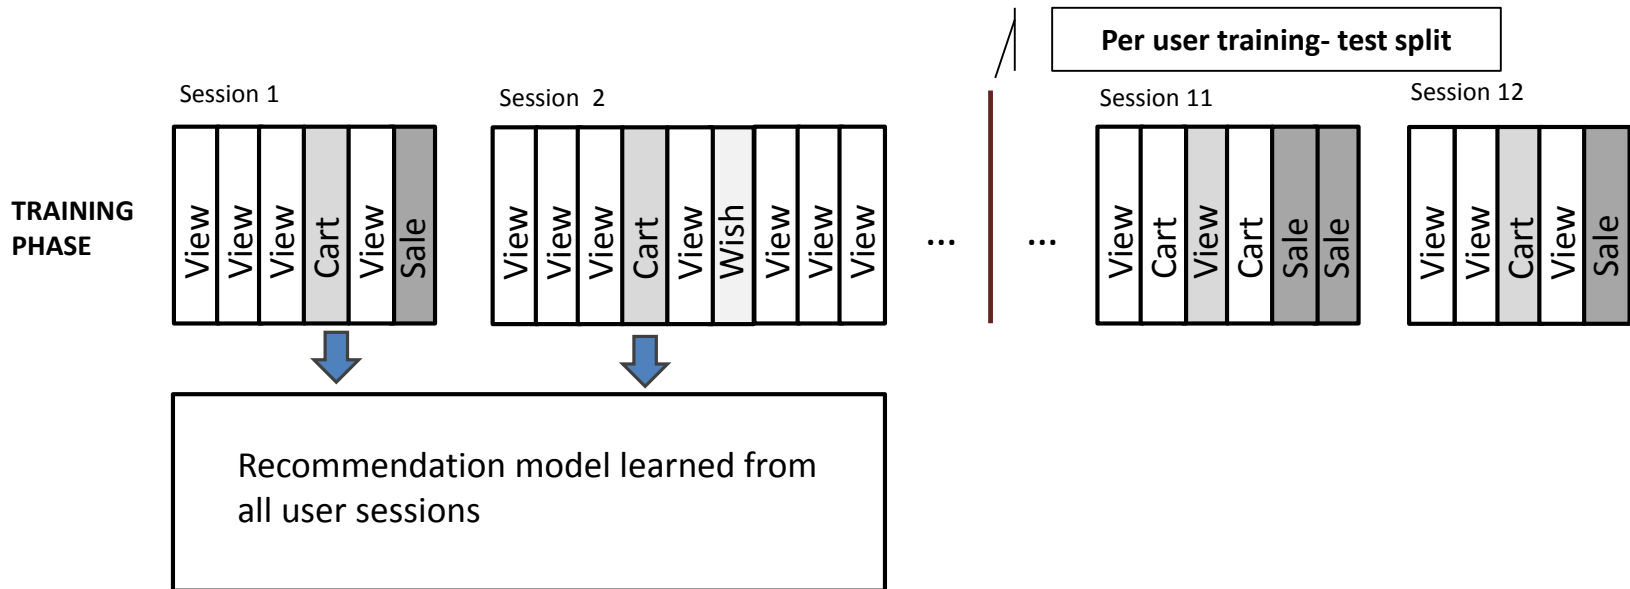 Per user training- test split
Session 1
Session 2
Session 11
Session 12
TRAINING
PHASE
View
View
View
Cart
View
Sale
View
View
View
Cart
View
Wish
View
View
View
...
...
View
Cart
View
Cart
Sale
Sale
View
View
Cart
View
Sale
Recommendation model learned from
all user sessions